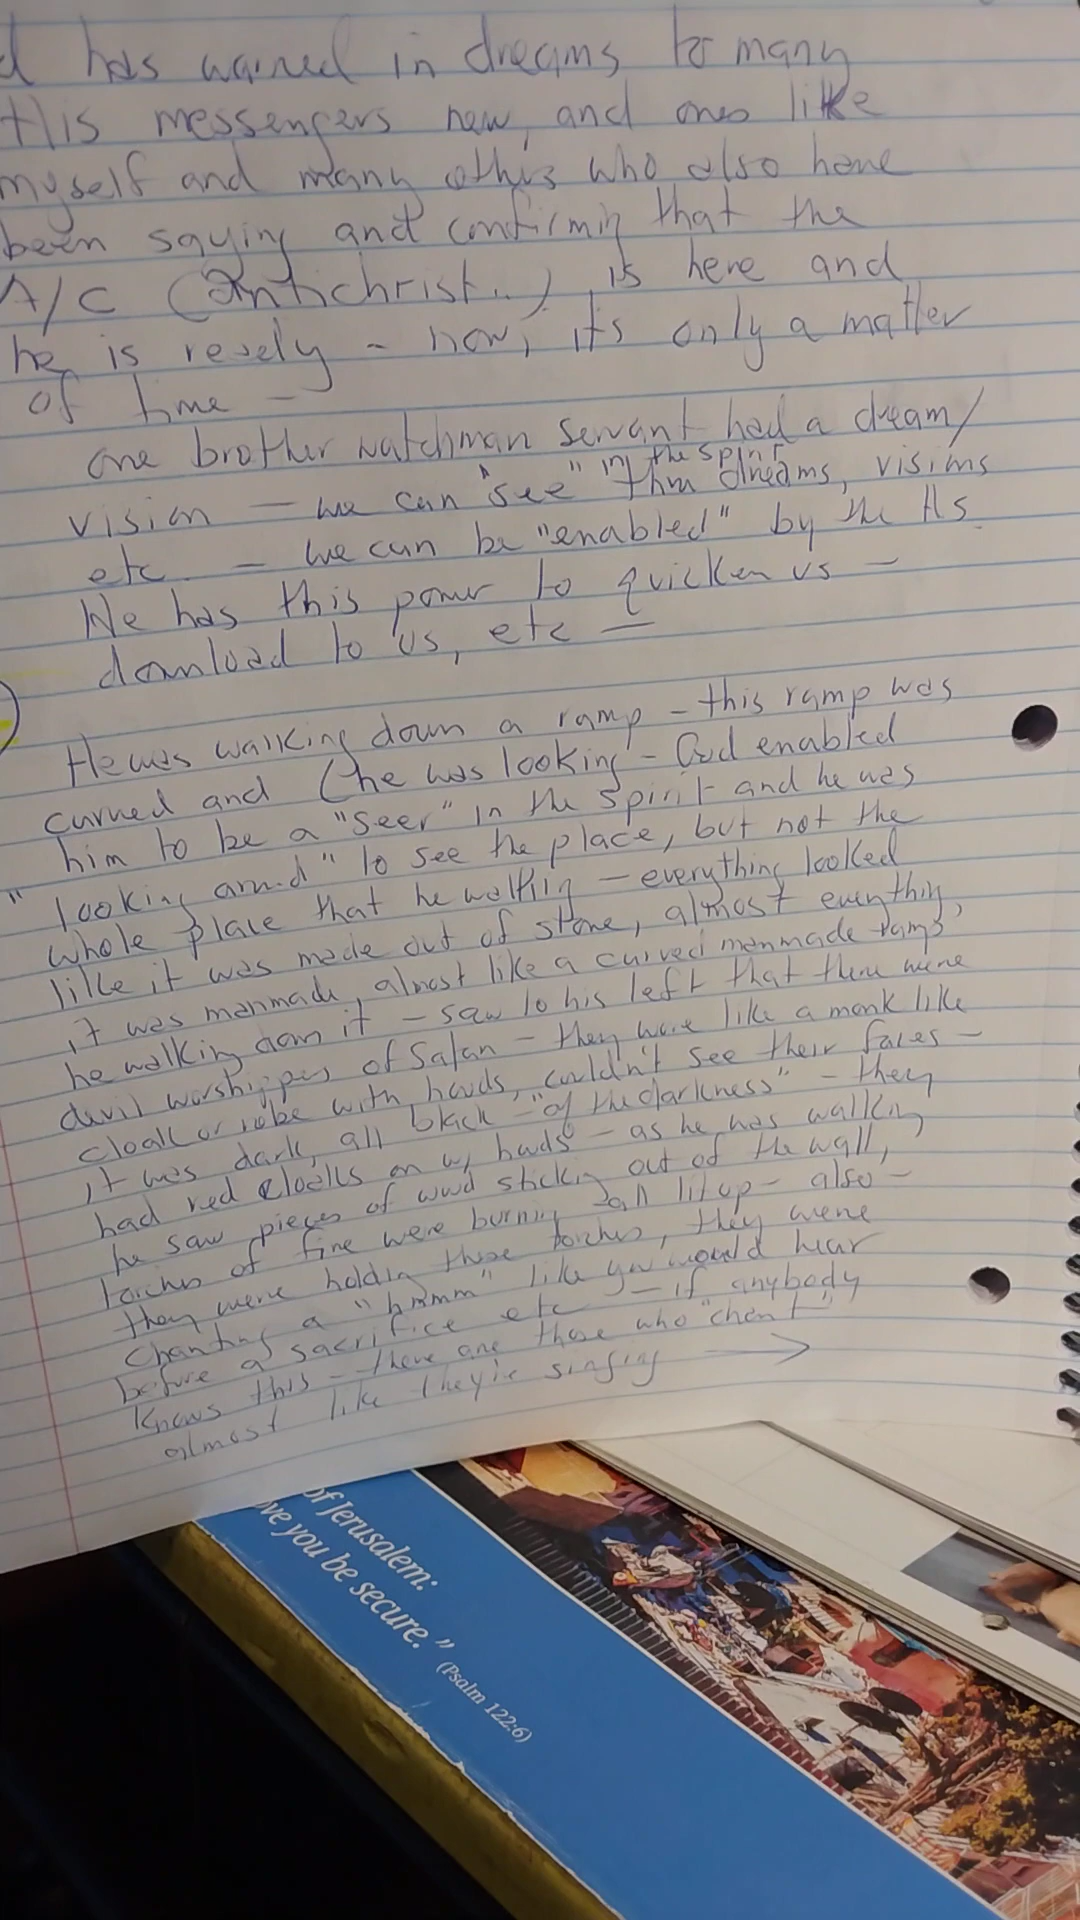 d has warned in dreams to many
His messengers now, and ones like
myself and many others who also have
been saying and confirming that the
A/C (Antichrist..) is here and
he is ready - now, it's only a matter
of time -
one brother watchman servant had a dream/
vision - we can "see" in the spirit thru dreams, visions
etc. - we can be "enabled" by the HS
He has this power to quicken us -
download to us, etc -
He was walking down a ramp - this ramp was
curved and (he was looking - God enabled
him to be a "seer" in the spirit and he was
"looking around" to see the place, but not the
whole place that he walking - everything looked
like it was made out of stone, almost everything,
it was manmade, almost like a curved manmade ramp
he walking down it - saw to his left that there were
devil worshippers of Satan - they were like a monk like
cloak or robe with hoods, couldn't see their faces -
it was dark, all black - "of the darkness" - they
had red cloaks on w/ hoods - as he was walking
he saw pieces of wood sticking out of the wall,
torches of fire were burning all lit up - also -
they were holding these torches, they were
chanting a "hmmm" like you would hear
before a sacrifice etc - if anybody
knows this - there are those who "chant"
almost like they're singing →
of Jerusalem:
ve you be secure."
(Psalm 122:6)